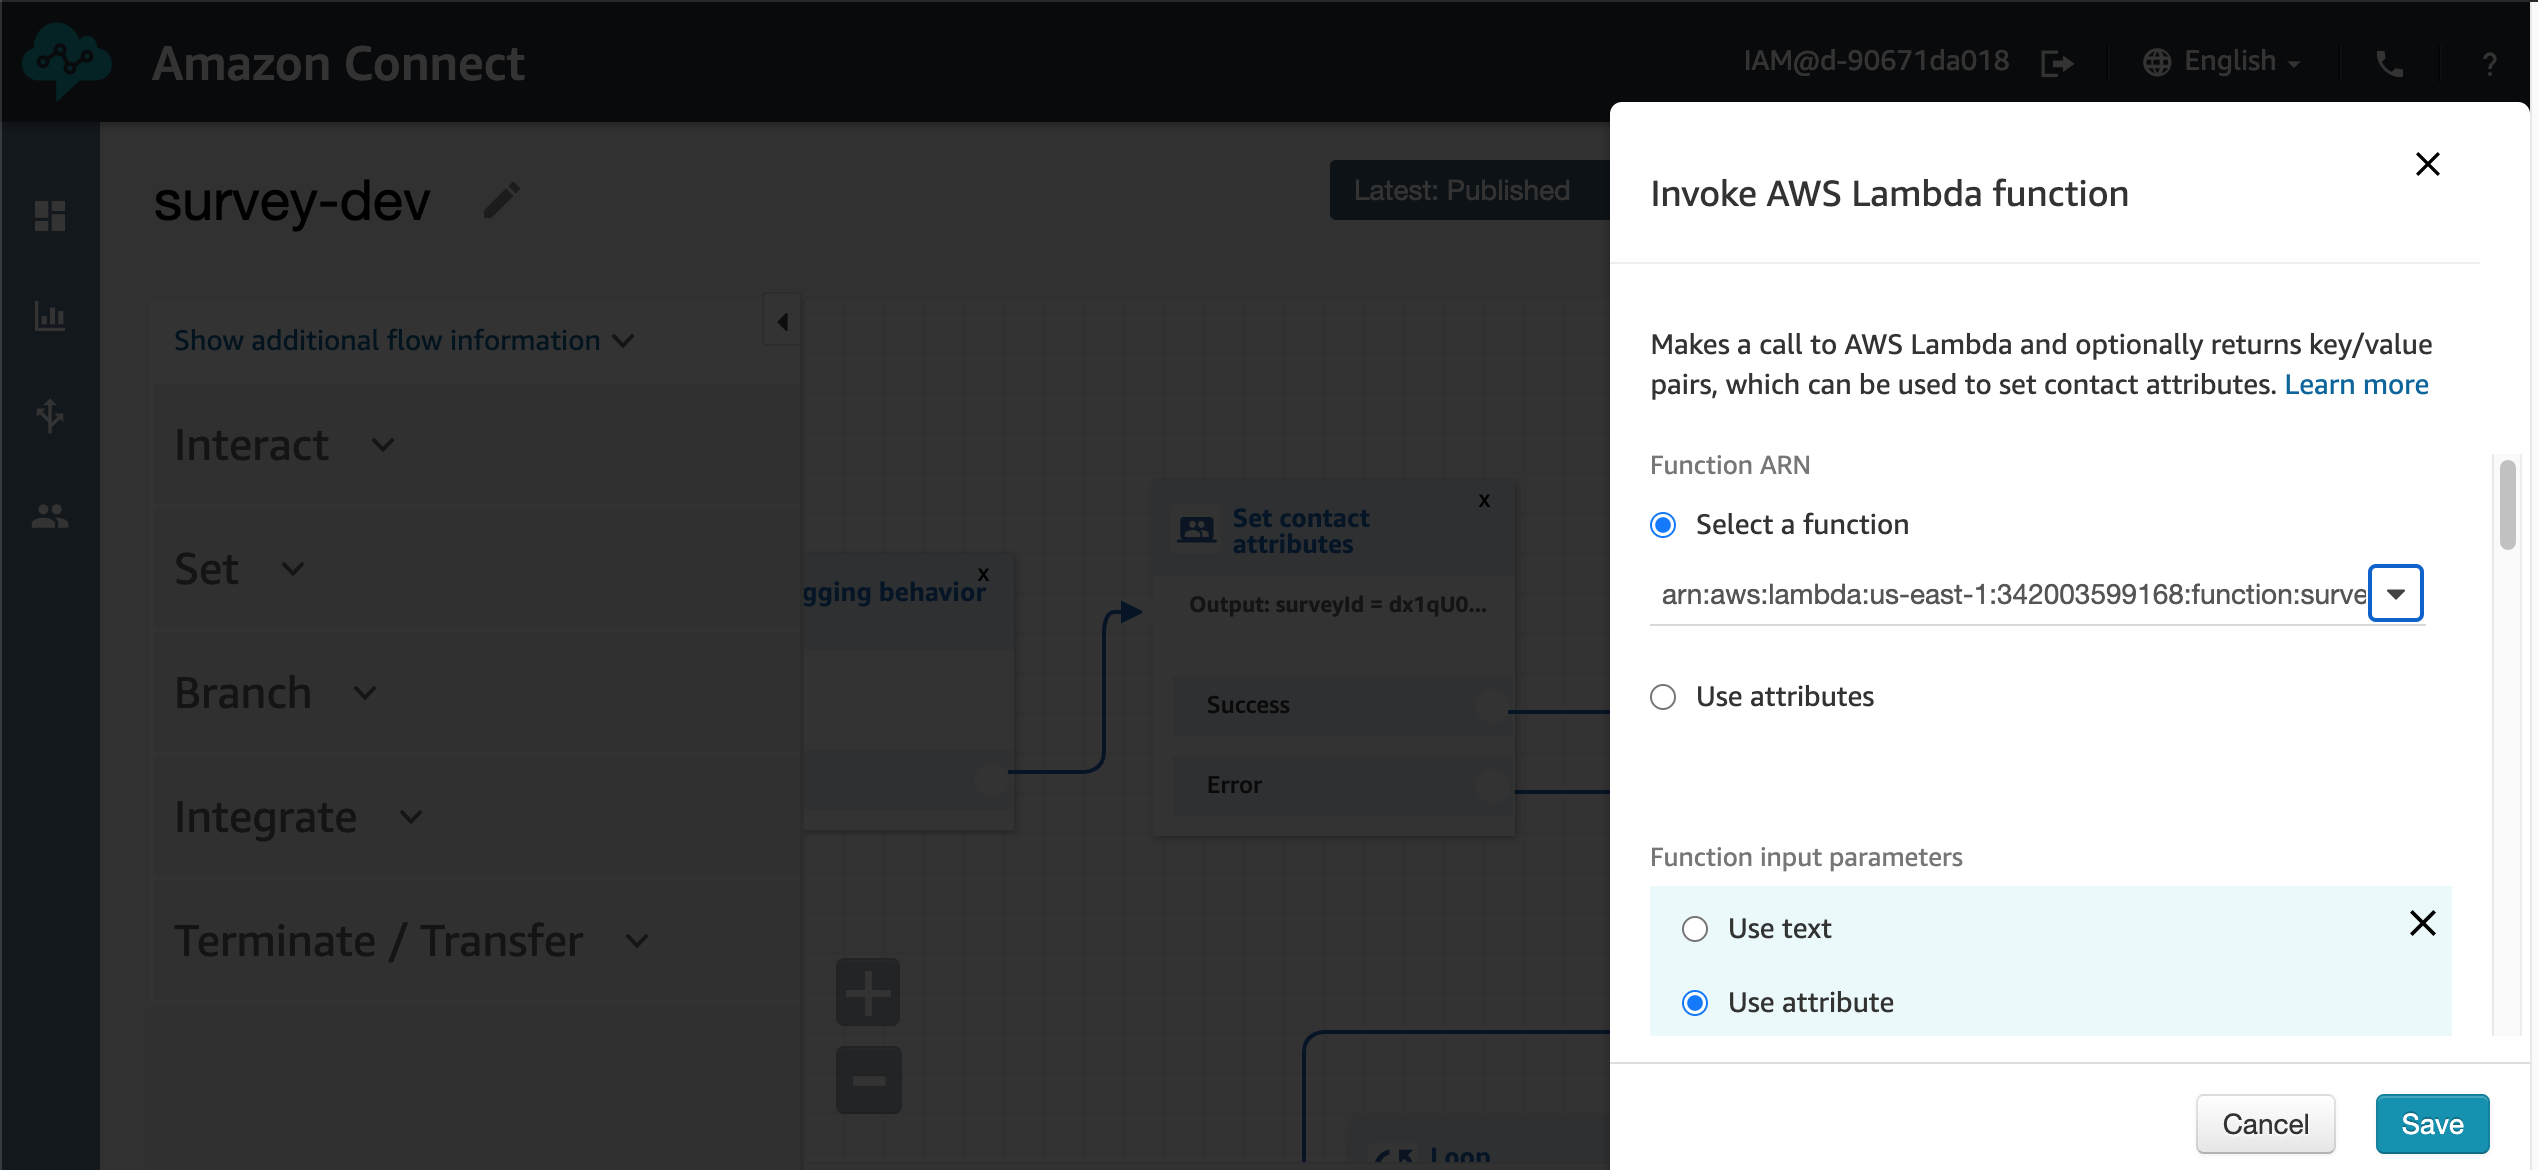 Amazon Connect
IAM@d-90671da018
English
?
survey-dev
Latest: Published
Show additional flow information
Interact
Set
Branch
Integrate
Terminate / Transfer
gging behavior
x
Set contact
attributes
x
Output: surveyId = dx1qU0...
Success
Error
Loop
Invoke AWS Lambda function
Makes a call to AWS Lambda and optionally returns key/value
pairs, which can be used to set contact attributes. Learn more
Function ARN
Select a function
arn:aws:lambda:us-east-1:342003599168:function:surve
Use attributes
Function input parameters
Use text
Use attribute
Cancel
Save